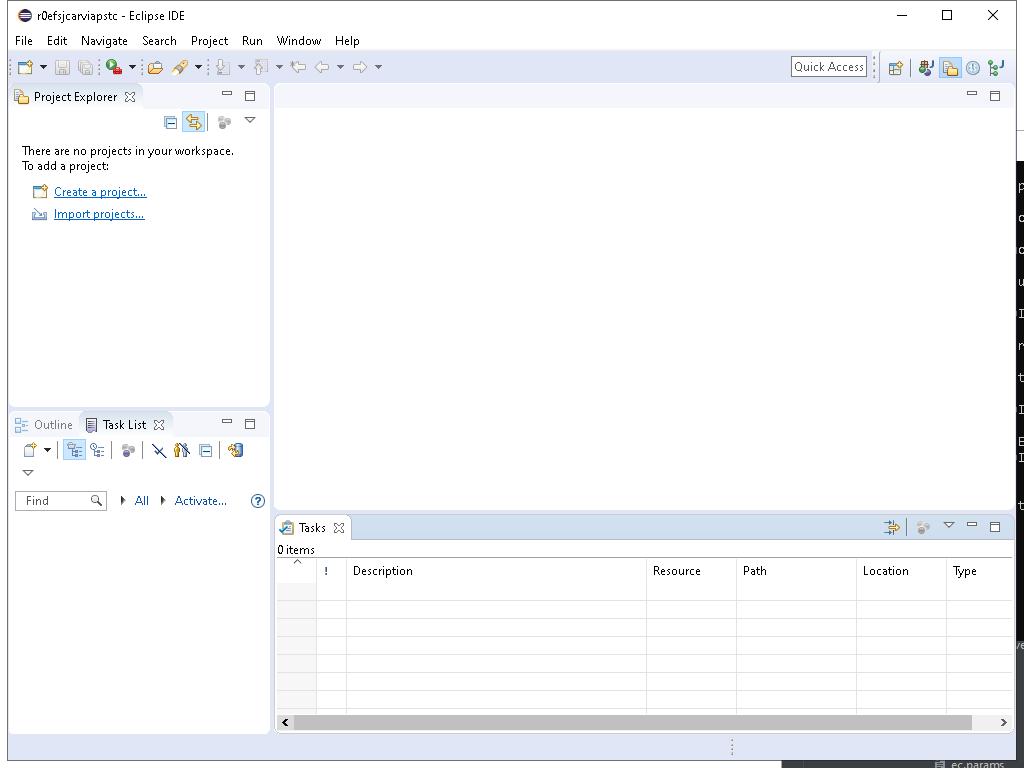 r0efsjcarviapstc - Eclipse IDE
File Edit Navigate Search Project Run Window Help
Quick Access
Project Explorer
There are no projects in your workspace.
To add a project:
Create a project...
Import projects...
Outline Task List
Find All Activate...
Tasks
0 items
! Description Resource Path Location Type
ec.params